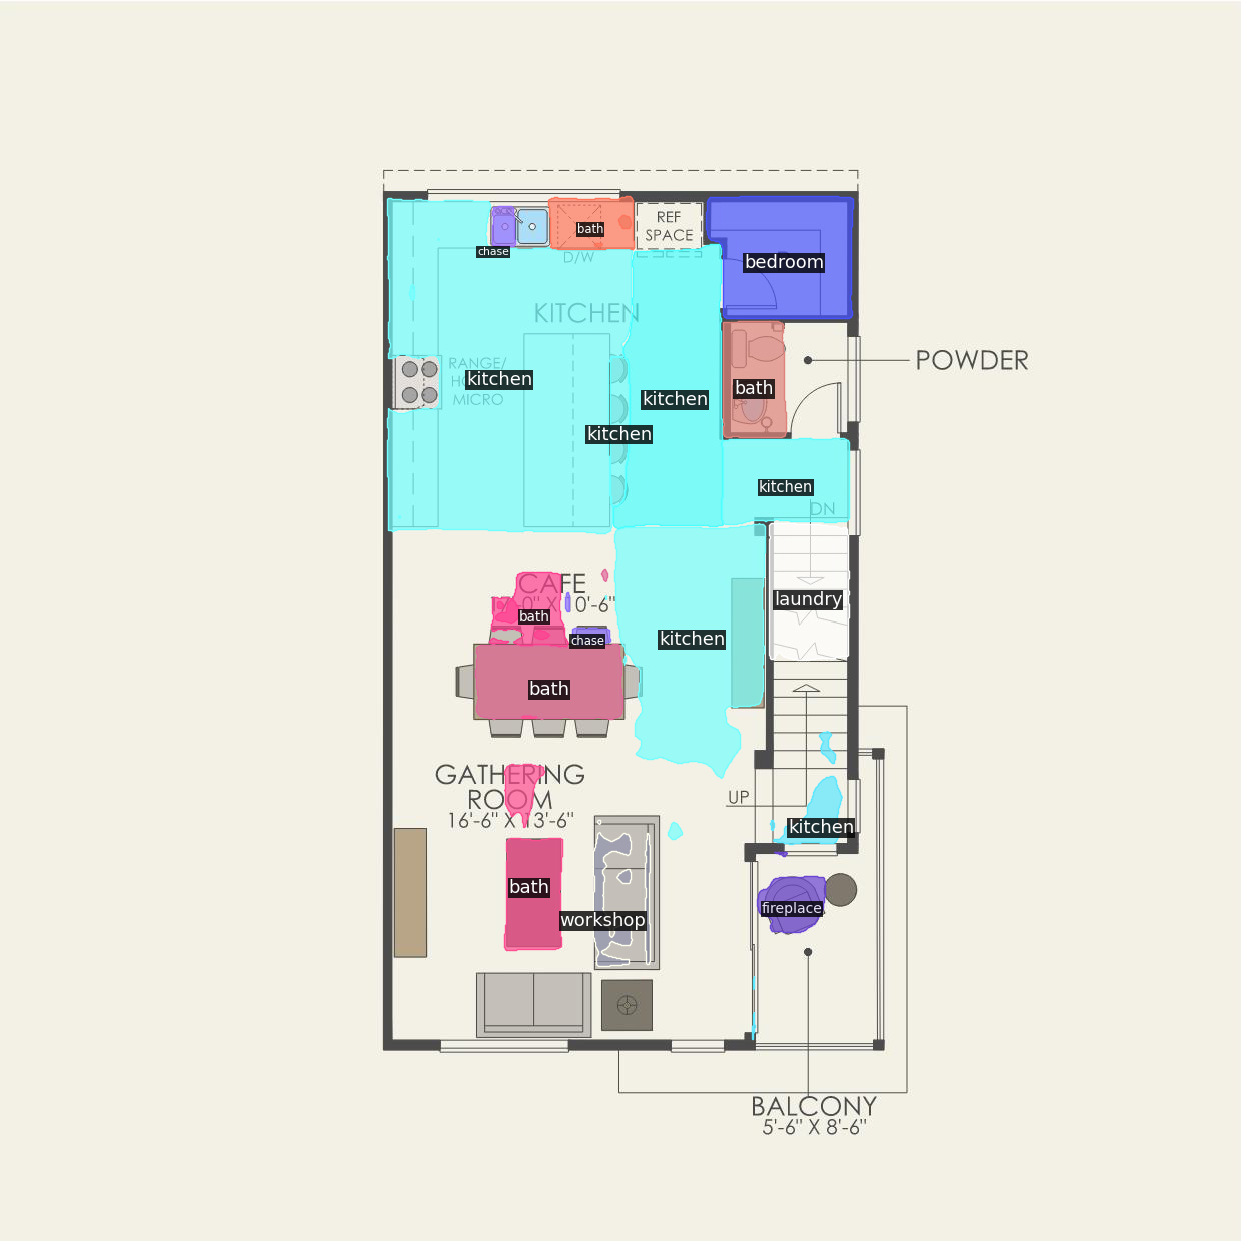 REF
SPACE
bath
chase
D/W
bedroom
KITCHEN
POWDER
RANGE/
MICRO
kitchen
kitchen
bath
kitchen
kitchen
DN
CAFE
10'-6"
bath
laundry
chase
kitchen
bath
GATHERING
ROOM
16'-6" X 13'-6"
UP
kitchen
bath
workshop
fireplace
BALCONY
5'-6" X 8'-6"